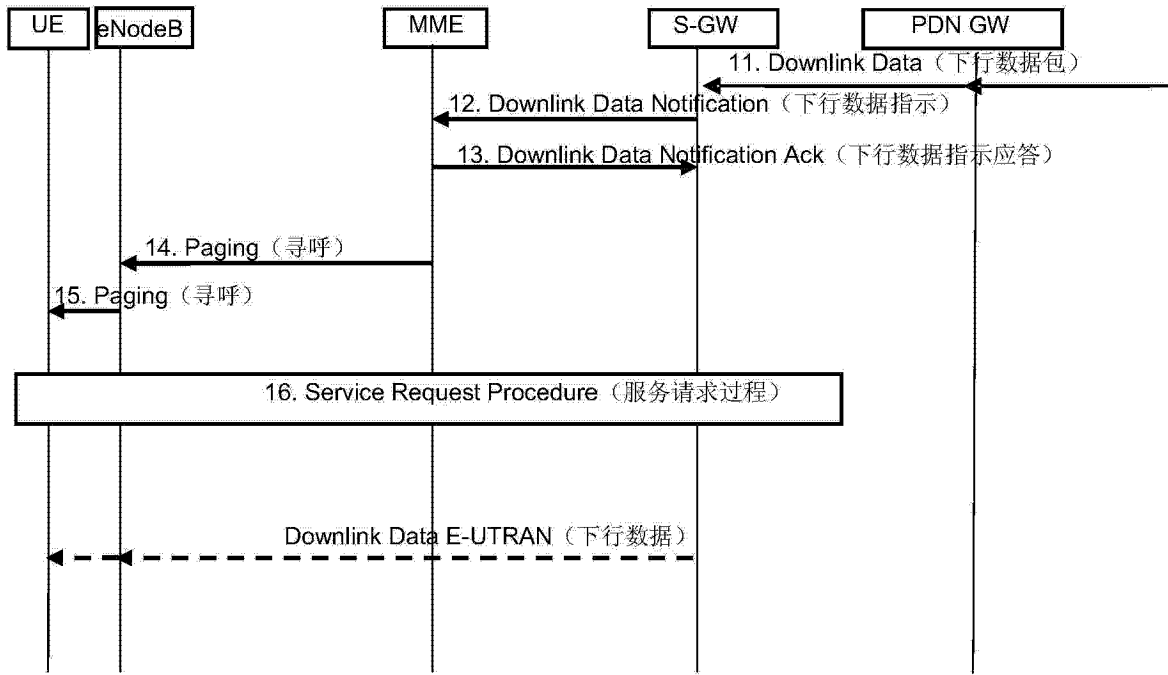 UE
eNodeB
MME
S-GW
PDN GW
11. Downlink Data（下行数据包）
12. Downlink Data Notification（下行数据指示）
13. Downlink Data Notification Ack（下行数据指示应答）
14. Paging（寻呼）
15. Paging（寻呼）
16. Service Request Procedure（服务请求过程）
Downlink Data E-UTRAN（下行数据）